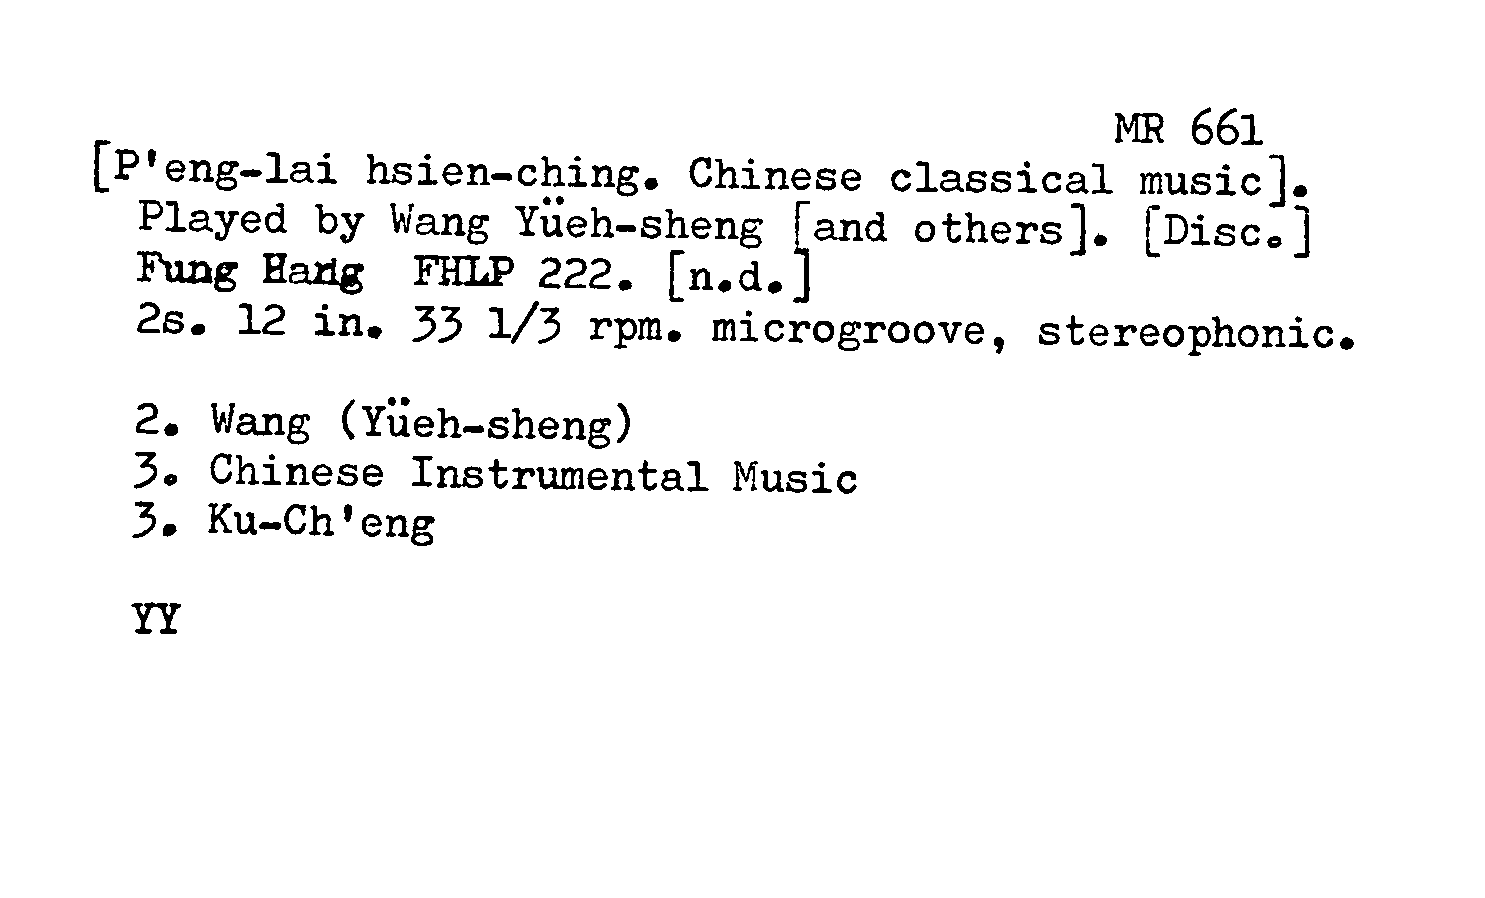 MR 661
[P'eng-lai hsien-ching. Chinese classical music].
Played by Wang Yüeh-sheng [and others]. [Disc.]
Fung Hang FHLP 222. [n.d.]
2s. 12 in. 33 1/3 rpm. microgroove, stereophonic.
2. Wang (Yüeh-sheng)
3. Chinese Instrumental Music
3. Ku-Ch'eng
YY